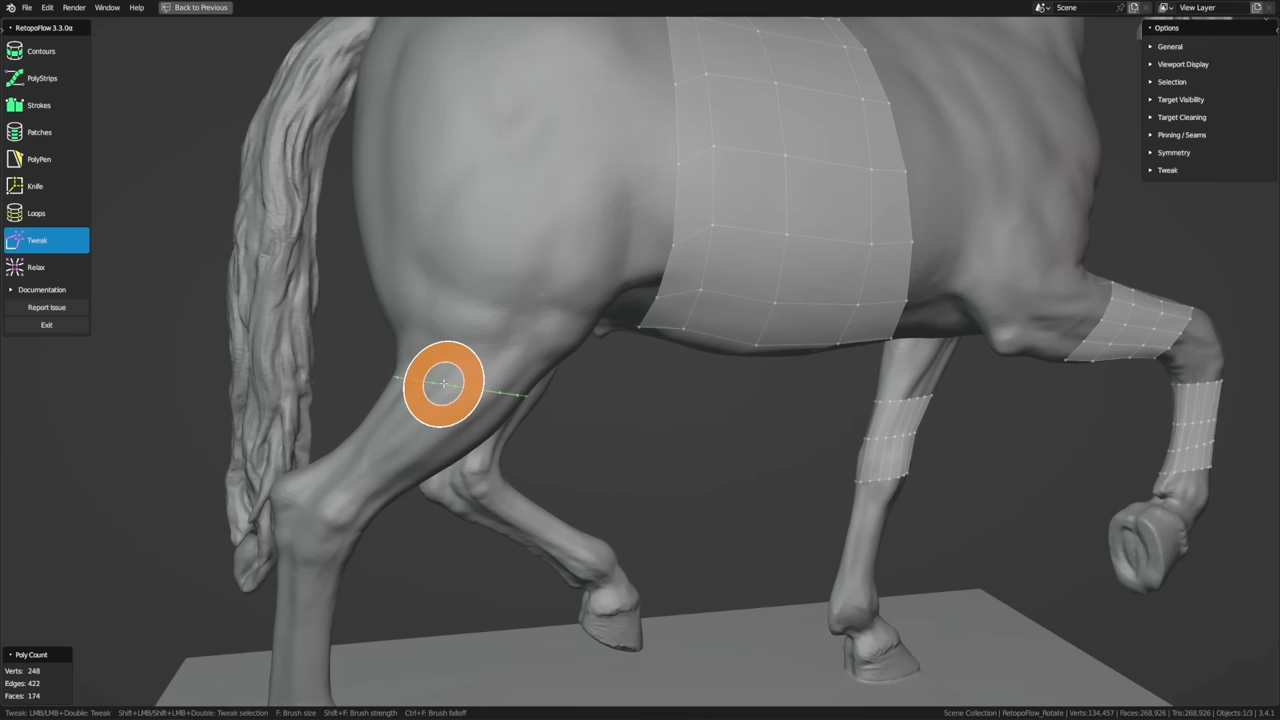 File Edit Render Window Help Back to Previous Scene View Layer
RetopoFlow 3.3.0α
Contours
PolyStrips
Strokes
Patches
PolyPen
Knife
Loops
Tweak
Relax
Documentation
Report Issue
Exit
Options
General
Viewport Display
Selection
Target Visibility
Target Cleaning
Pinning / Seams
Symmetry
Tweak
Poly Count
Verts: 248
Edges: 422
Faces: 174
Tweak: LMB/LMB+Double: Tweak Shift+LMB/Shift+LMB+Double: Tweak selection F: Brush size Shift+F: Brush strength Ctrl+F: Brush falloff Scene Collection | RetopoFlow_Rotate | Verts:134,457 | Faces:268,926 | Tris:268,926 | Objects:1/3 | 3.4.1